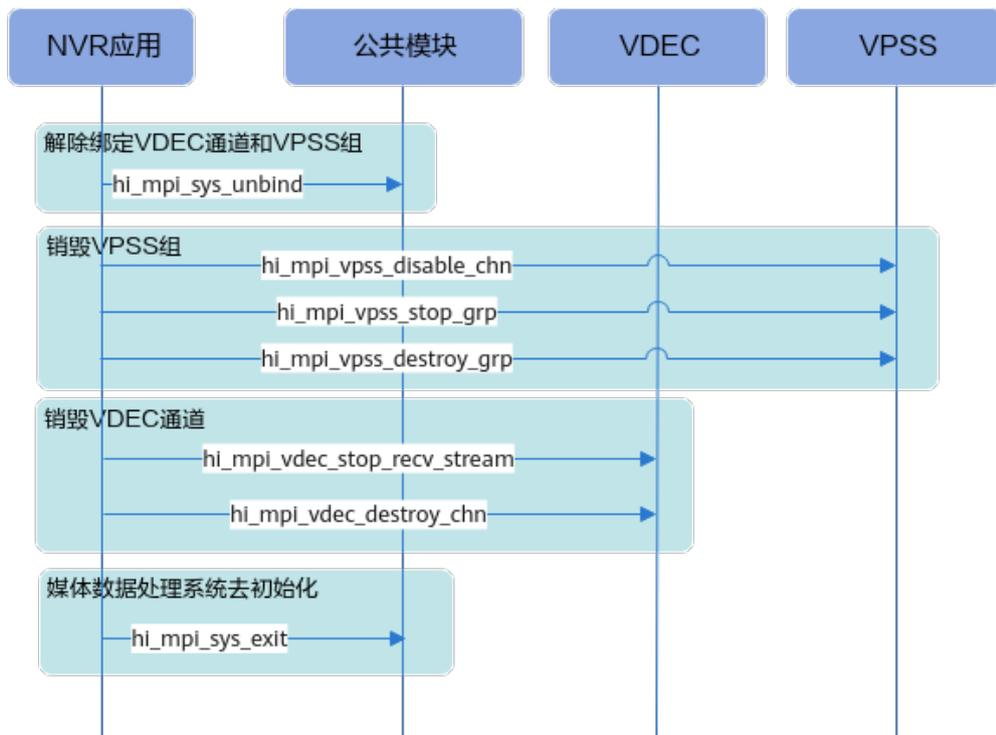 NVR应用
公共模块
VDEC
VPSS
解除绑定VDEC通道和VPSS组
hi_mpi_sys_unbind
销毁VPSS组
hi_mpi_vpss_disable_chn
hi_mpi_vpss_stop_grp
hi_mpi_vpss_destroy_grp
销毁VDEC通道
hi_mpi_vdec_stop_recv_stream
hi_mpi_vdec_destroy_chn
媒体数据处理系统去初始化
hi_mpi_sys_exit